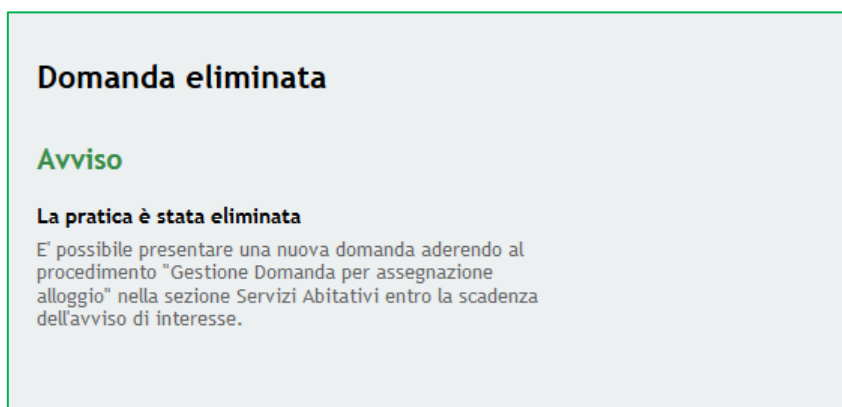 Domanda eliminata
Avviso
La pratica è stata eliminata
E' possibile presentare una nuova domanda aderendo al
procedimento "Gestione Domanda per assegnazione
alloggio" nella sezione Servizi Abitativi entro la scadenza
dell'avviso di interesse.